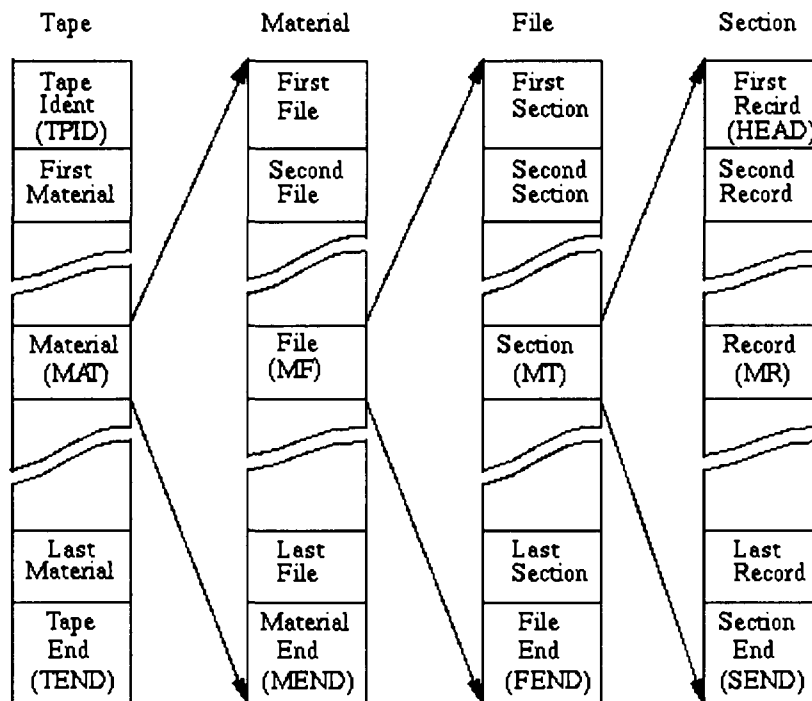 Tape
Tape
Ident
(TPID)
First
Material
Material
(MAT)
Last
Material
Tape
End
(TEND)
Material
First
File
Second
File
File
(MF)
Last
File
Material
End
(MEND)
File
First
Section
Second
Section
Section
(MT)
Last
Section
File
End
(FEND)
Section
First
Recird
(HEAD)
Second
Record
Record
(MR)
Last
Record
Section
End
(SEND)